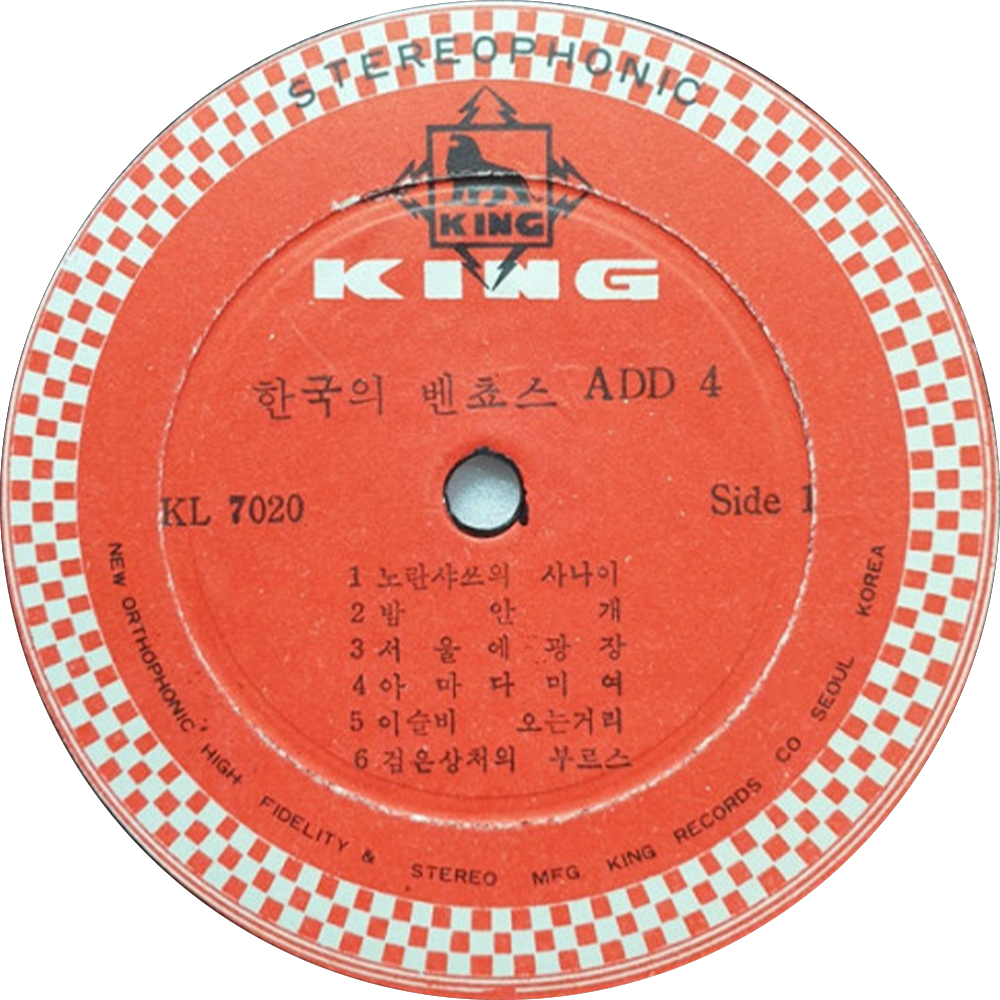 STEREOPHONIC
KING
KING
한국의 벤쵸스 ADD 4
KL 7020
Side 1
1 노란샤쓰의 사나이
2 밤 안 개
3 서 울 에 광 장
4 아 마 다 미 여
5 이슬비 오는거리
6 검은상처의 부르스
NEW ORTHOPHONIC HIGH FIDELITY & STEREO MFG KING RECORDS CO SEOUL KOREA